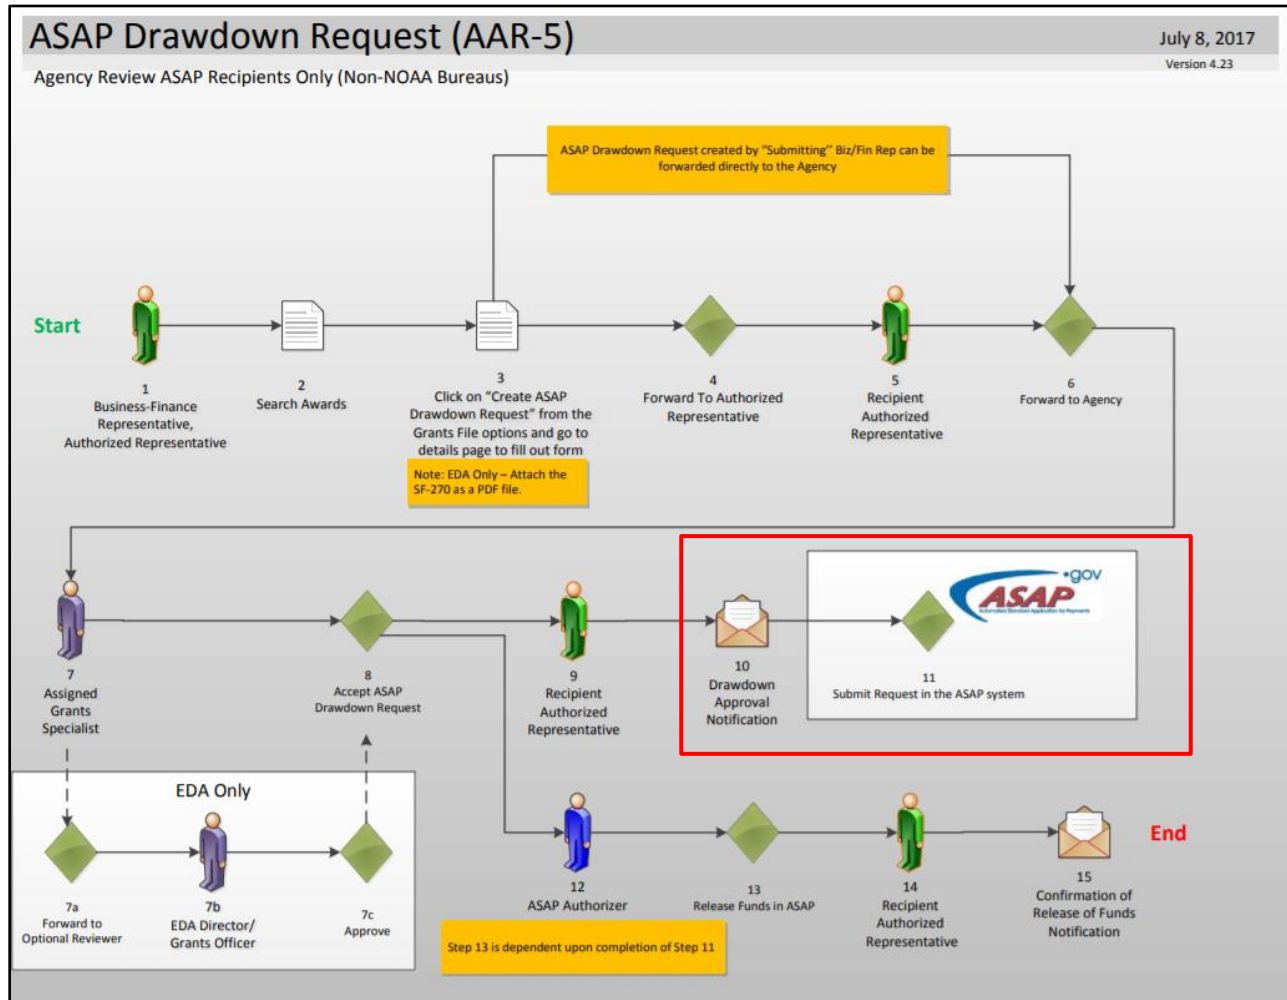 ASAP Drawdown Request (AAR-5)
July 8, 2017
Version 4.23
Agency Review ASAP Recipients Only (Non-NOAA Bureaus)
ASAP Drawdown Request created by “Submitting” Biz/Fin Rep can be
forwarded directly to the Agency
Start
1
Business-Finance
Representative,
Authorized Representative
2
Search Awards
3
Click on “Create ASAP
Drawdown Request” from the
Grants File options and go to
details page to fill out form
Note: EDA Only – Attach the
SF-270 as a PDF file.
4
Forward To Authorized
Representative
5
Recipient
Authorized
Representative
6
Forward to Agency
7
Assigned
Grants
Specialist
8
Accept ASAP
Drawdown Request
9
Recipient
Authorized
Representative
10
Drawdown
Approval
Notification
.gov
ASAP
Automated Standard Application for Payments
11
Submit Request in the ASAP system
EDA Only
7a
Forward to
Optional Reviewer
7b
EDA Director/
Grants Officer
7c
Approve
12
ASAP Authorizer
Step 13 is dependent upon completion of Step 11
13
Release Funds in ASAP
14
Recipient
Authorized
Representative
15
Confirmation of
Release of Funds
Notification
End